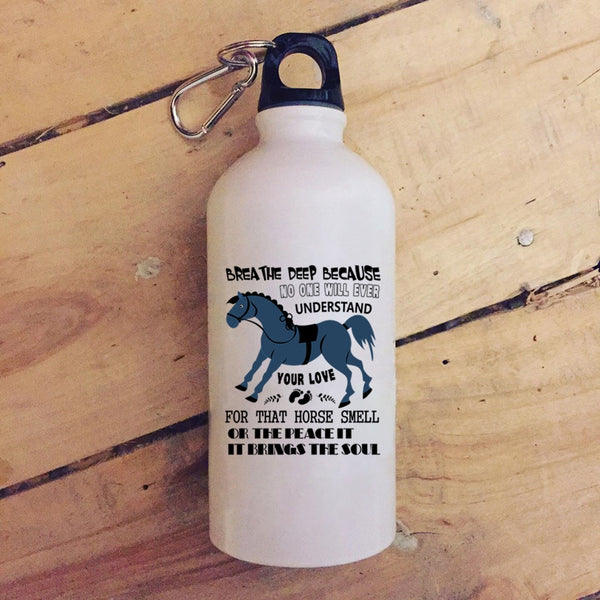 BREATHE DEEP BECAUSE
NO ONE WILL EVER
UNDERSTAND
YOUR LOVE
FOR THAT HORSE SMELL
OR THE PEACE IT
IT BRINGS THE SOUL